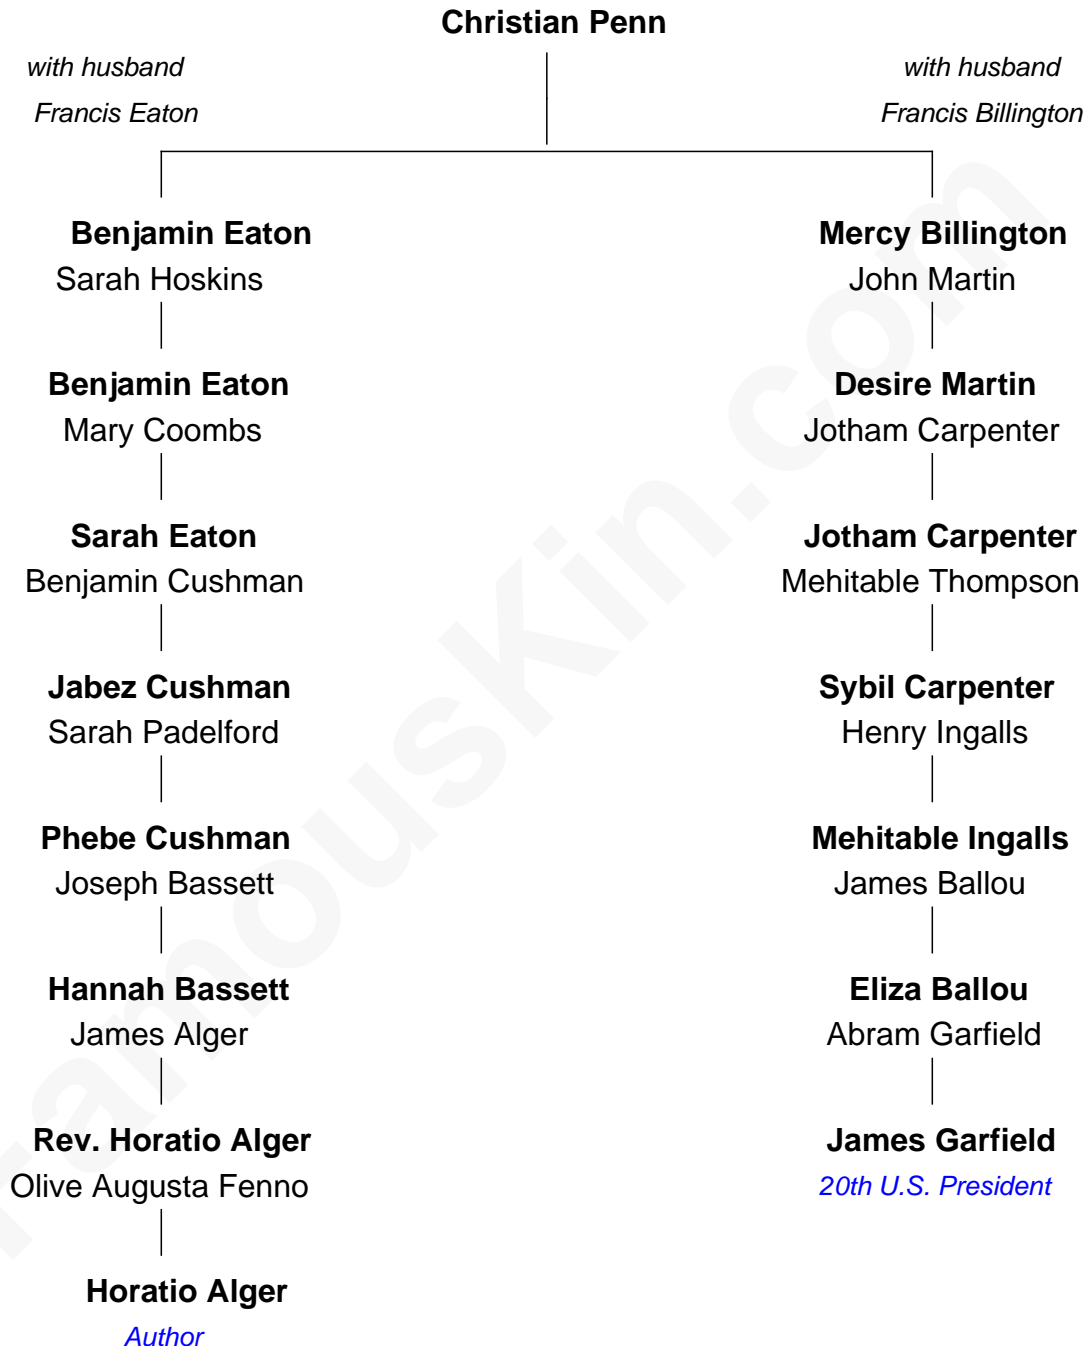 Christian Penn
with husband
Francis Eaton
with husband
Francis Billington
Benjamin Eaton
Sarah Hoskins
Benjamin Eaton
Mary Coombs
Sarah Eaton
Benjamin Cushman
Jabez Cushman
Sarah Padelford
Phebe Cushman
Joseph Bassett
Hannah Bassett
James Alger
Rev. Horatio Alger
Olive Augusta Fenno
Horatio Alger
Author
Mercy Billington
John Martin
Desire Martin
Jotham Carpenter
Jotham Carpenter
Mehitable Thompson
Sybil Carpenter
Henry Ingalls
Mehitable Ingalls
James Ballou
Eliza Ballou
Abram Garfield
James Garfield
20th U.S. President
FamousKin.com